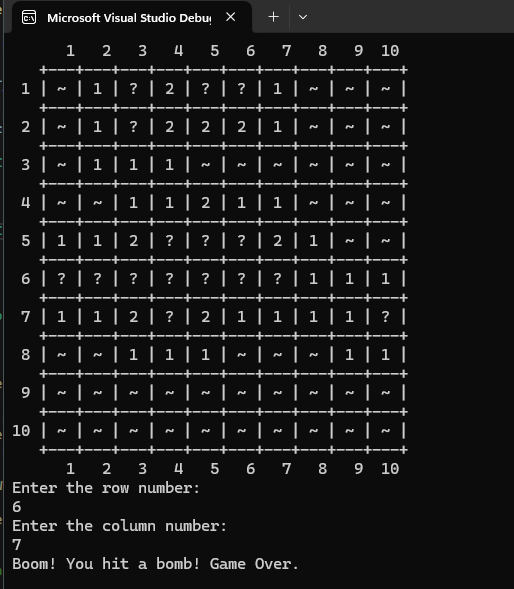 Microsoft Visual Studio Debu
    1   2   3   4   5   6   7   8   9  10
  +---+---+---+---+---+---+---+---+---+---+
1 | ~ | 1 | ? | 2 | ? | ? | 1 | ~ | ~ | ~ |
  +---+---+---+---+---+---+---+---+---+---+
2 | ~ | 1 | ? | 2 | 2 | 2 | 1 | ~ | ~ | ~ |
  +---+---+---+---+---+---+---+---+---+---+
3 | ~ | 1 | 1 | 1 | ~ | ~ | ~ | ~ | ~ | ~ |
  +---+---+---+---+---+---+---+---+---+---+
4 | ~ | ~ | 1 | 1 | 2 | 1 | 1 | ~ | ~ | ~ |
  +---+---+---+---+---+---+---+---+---+---+
5 | 1 | 1 | 2 | ? | ? | ? | 2 | 1 | ~ | ~ |
  +---+---+---+---+---+---+---+---+---+---+
6 | ? | ? | ? | ? | ? | ? | ? | 1 | 1 | 1 |
  +---+---+---+---+---+---+---+---+---+---+
7 | 1 | 1 | 2 | ? | 2 | 1 | 1 | 1 | 1 | ? |
  +---+---+---+---+---+---+---+---+---+---+
8 | ~ | ~ | 1 | 1 | 1 | ~ | ~ | ~ | 1 | 1 |
  +---+---+---+---+---+---+---+---+---+---+
9 | ~ | ~ | ~ | ~ | ~ | ~ | ~ | ~ | ~ | ~ |
  +---+---+---+---+---+---+---+---+---+---+
10 | ~ | ~ | ~ | ~ | ~ | ~ | ~ | ~ | ~ | ~ |
  +---+---+---+---+---+---+---+---+---+---+
    1   2   3   4   5   6   7   8   9  10
Enter the row number:
6
Enter the column number:
7
Boom! You hit a bomb! Game Over.